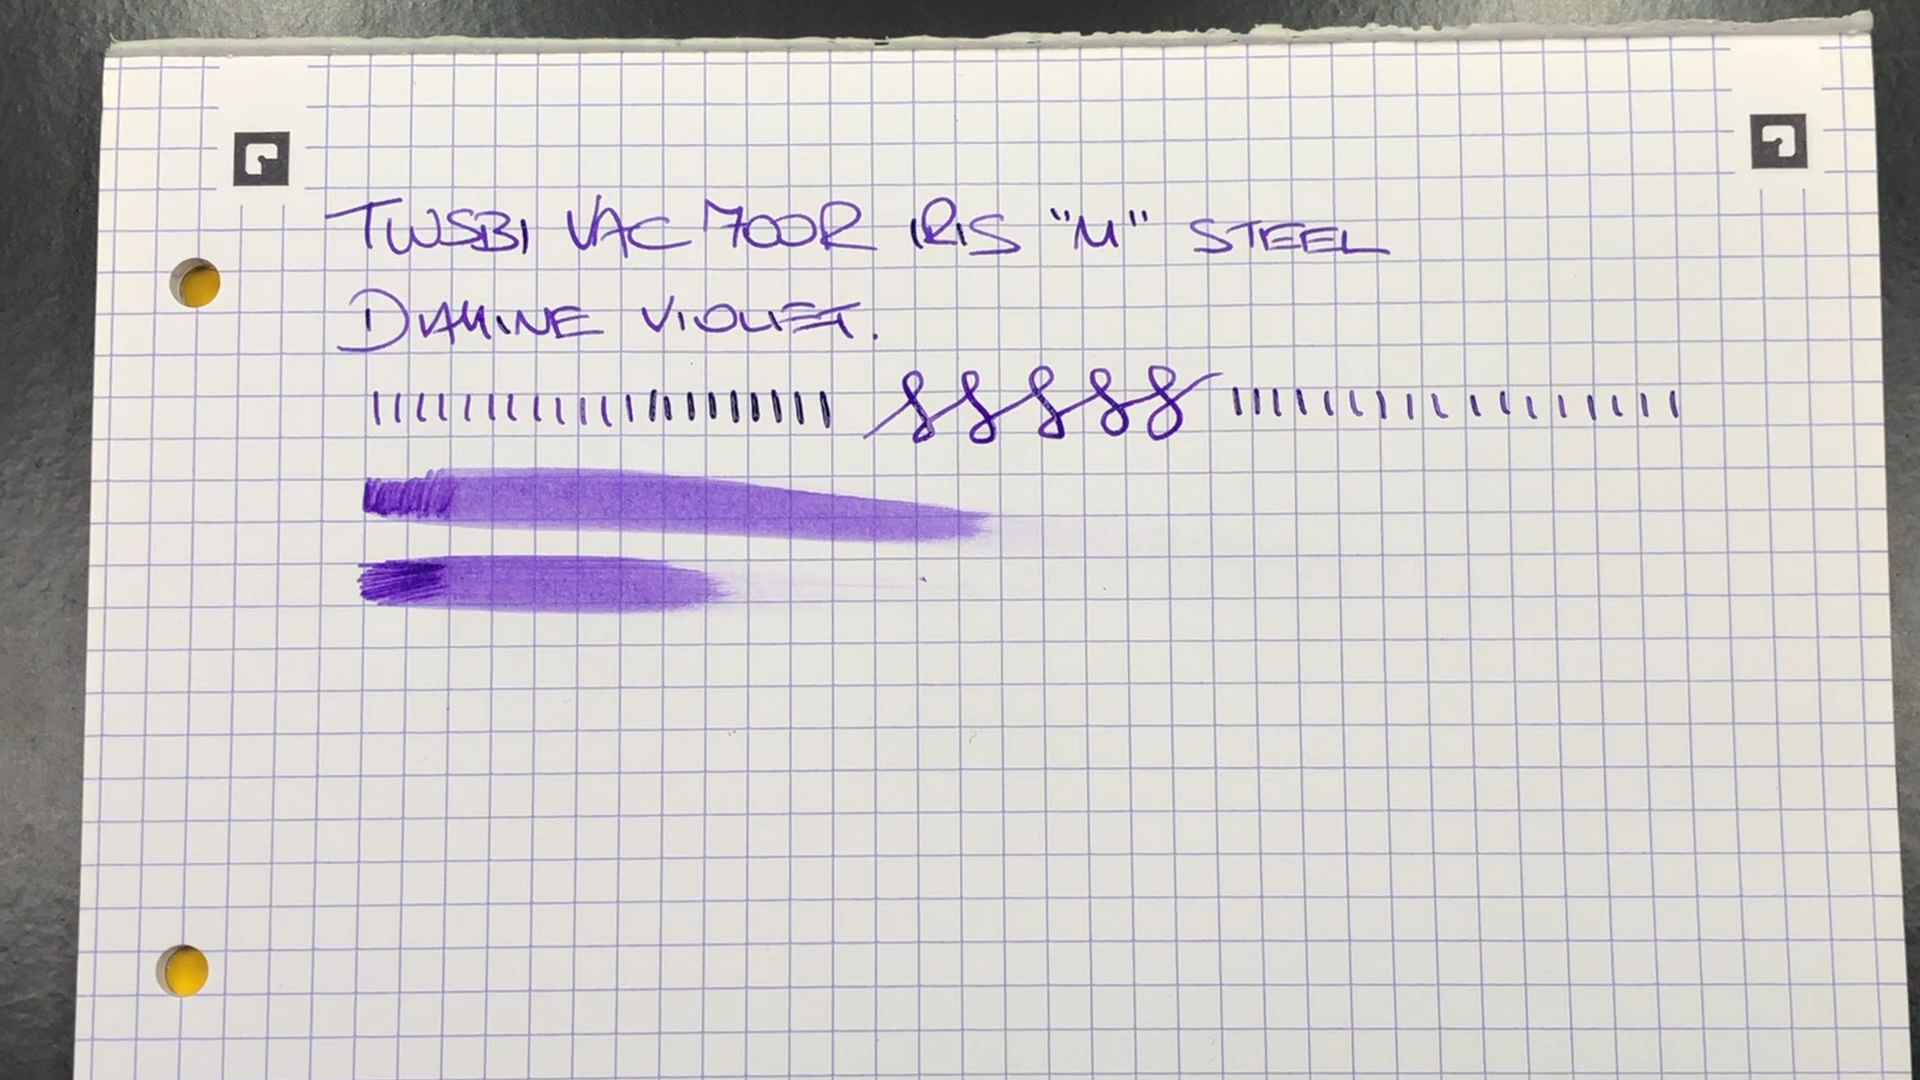 TWSBI VAC 700R IRIS "M" STEEL
DIAMINE VIOLET.